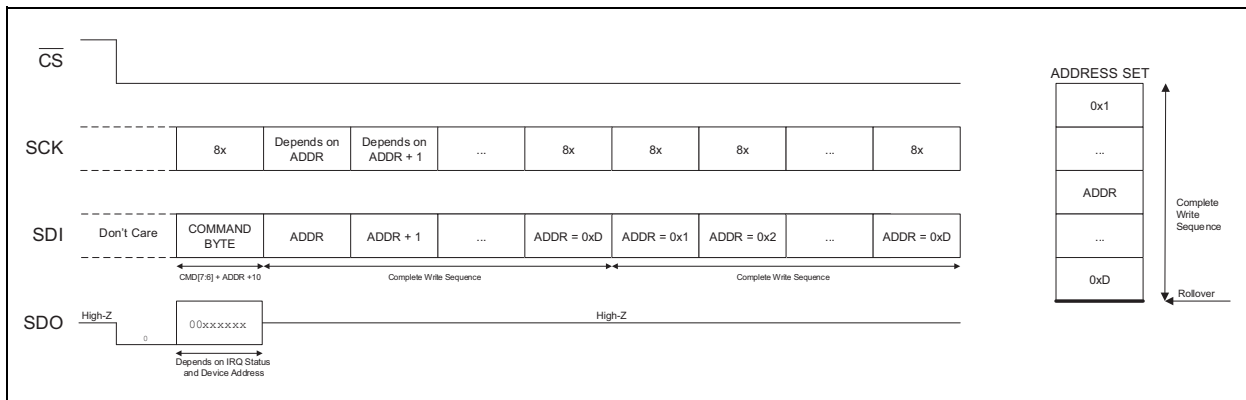 CS
SCK
8x
Depends on
ADDR
Depends on
ADDR + 1
...
8x
8x
8x
...
8x
SDI
Don't Care
COMMAND
BYTE
ADDR
ADDR + 1
...
ADDR = 0xD
ADDR = 0x1
ADDR = 0x2
...
ADDR = 0xD
CMD[7:6] + ADDR +10
Complete Write Sequence
Complete Write Sequence
SDO
High-Z
0
00xxxxxx
High-Z
Depends on IRQ Status
and Device Address
ADDRESS SET
0x1
...
ADDR
...
0xD
Complete
Write
Sequence
Rollover